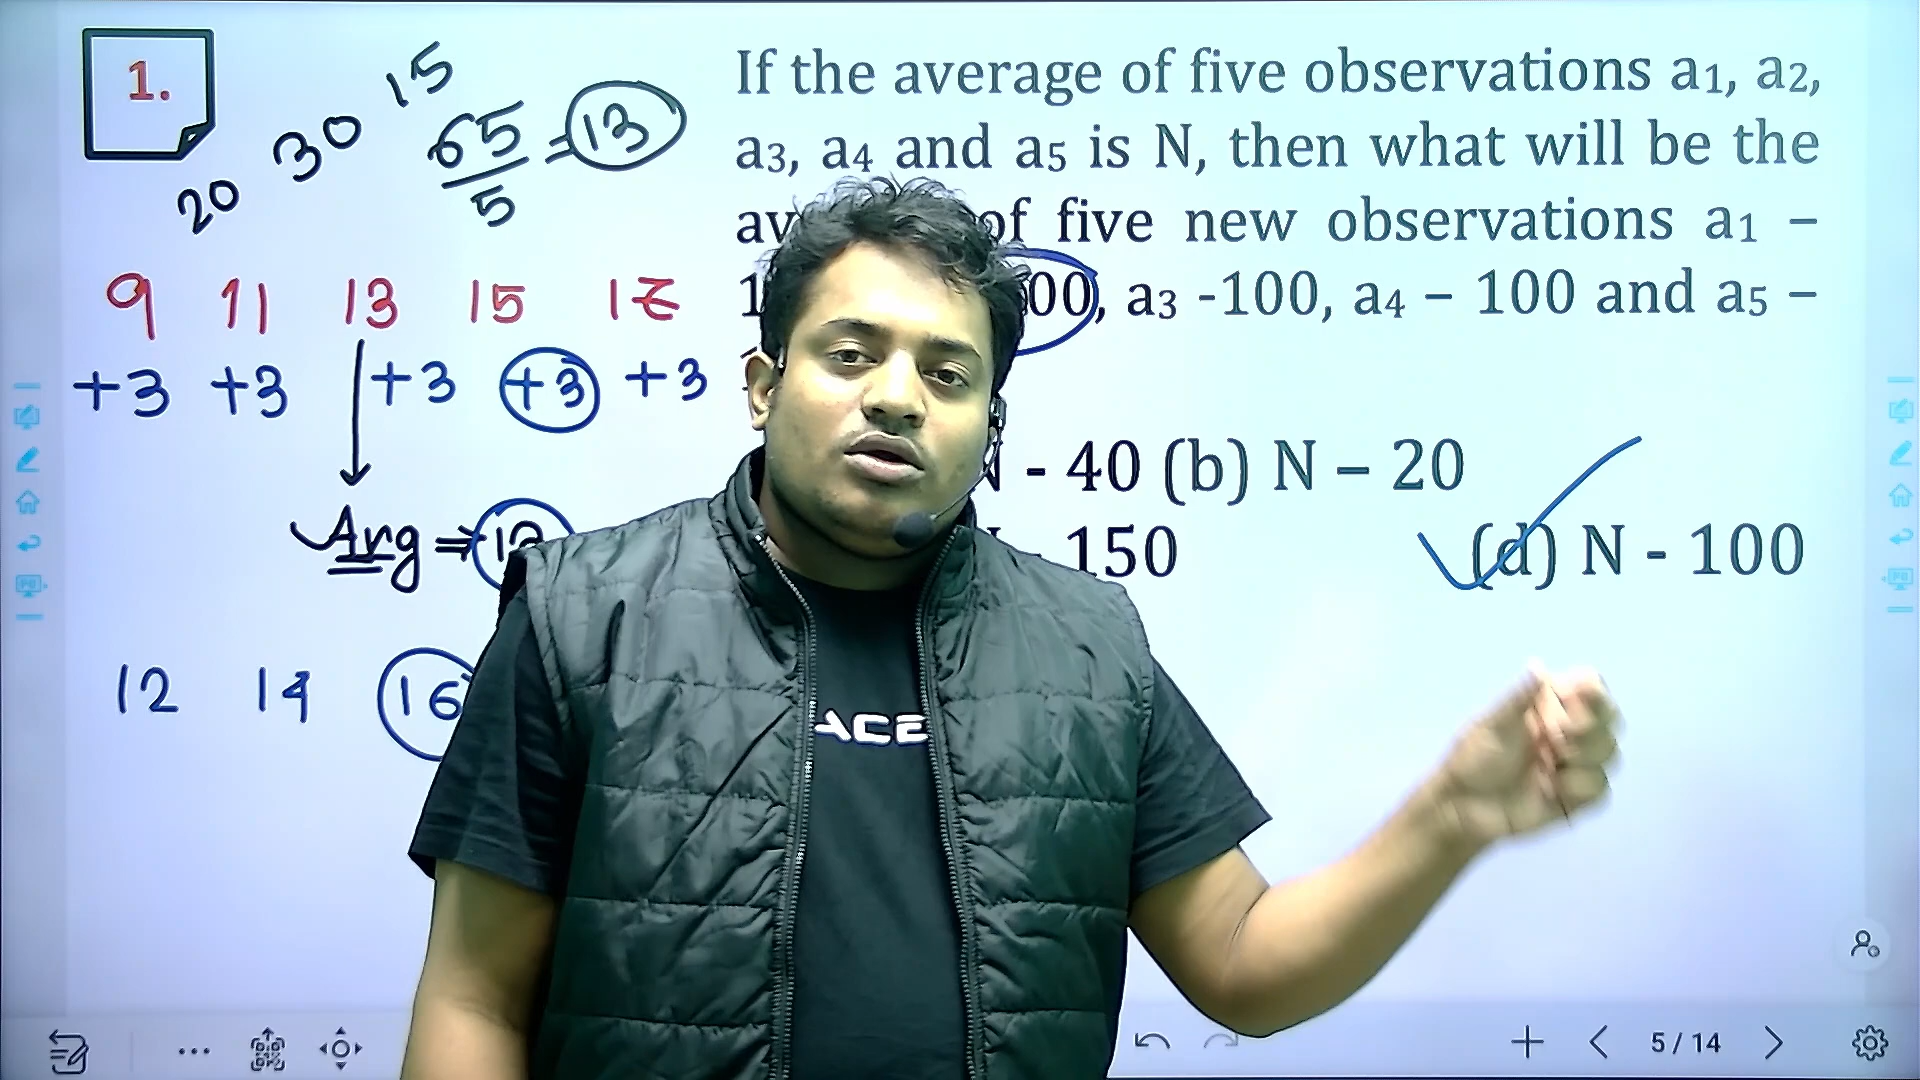 1.
15
30
65
5
= 13
20
9 11 13 15 17
+3 +3 +3 +3 +3
Avg ⇒
12 14 16
If the average of five observations a1, a2,
a3, a4 and a5 is N, then what will be the
of five new observations a1 –
00, a3 -100, a4 – 100 and a5 –
- 40 (b) N – 20
150 (d) N - 100
ACE
5 / 14